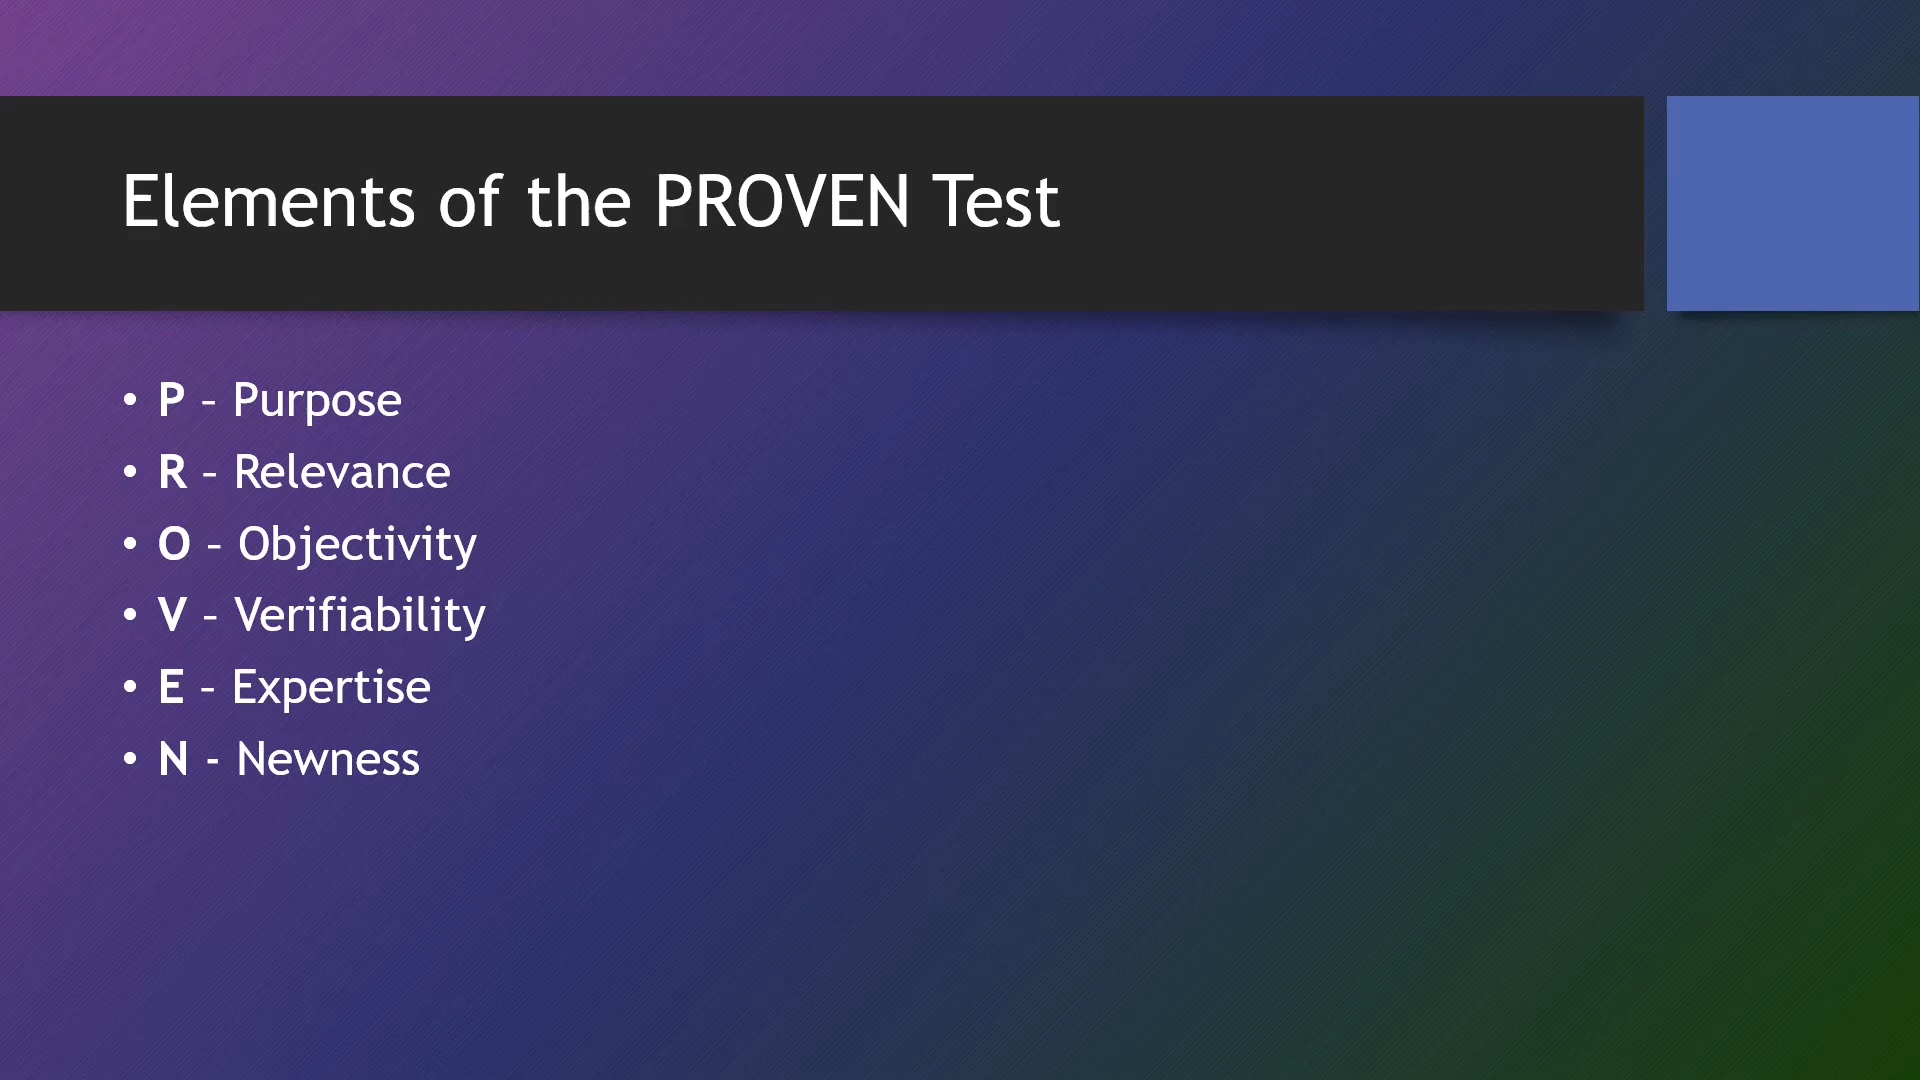 Elements of the PROVEN Test
• P – Purpose
• R – Relevance
• O – Objectivity
• V – Verifiability
• E – Expertise
• N - Newness